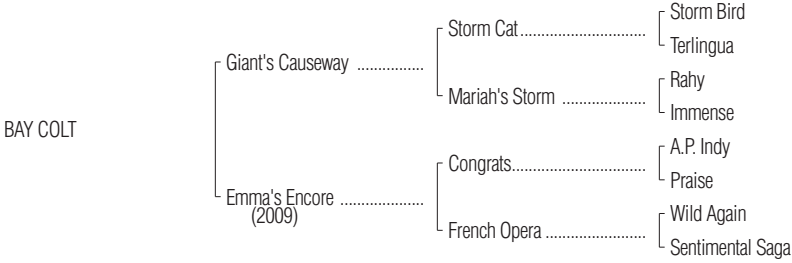 Storm Bird
Storm Cat..............................
Terlingua
Giant's Causeway ................
Rahy
Mariah's Storm ....................
Immense
BAY COLT
A.P. Indy
Congrats................................
Praise
Emma's Encore ....................
(2009)
Wild Again
French Opera ........................
Sentimental Saga